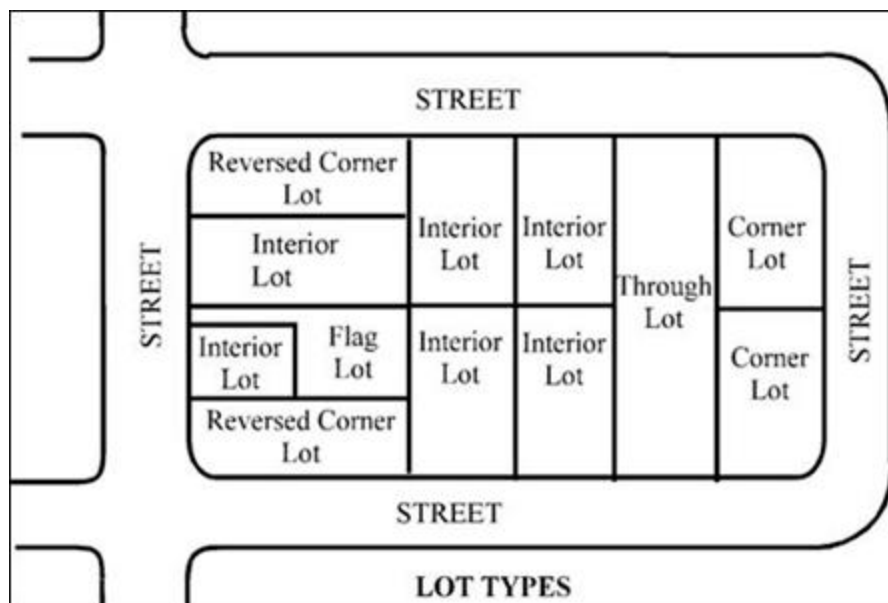 STREET
Reversed Corner
Lot
Interior
Lot
Interior
Lot
Interior
Lot
Through
Lot
Corner
Lot
STREET
STREET
Interior
Lot
Flag
Lot
Interior
Lot
Interior
Lot
Corner
Lot
Reversed Corner
Lot
STREET
LOT TYPES